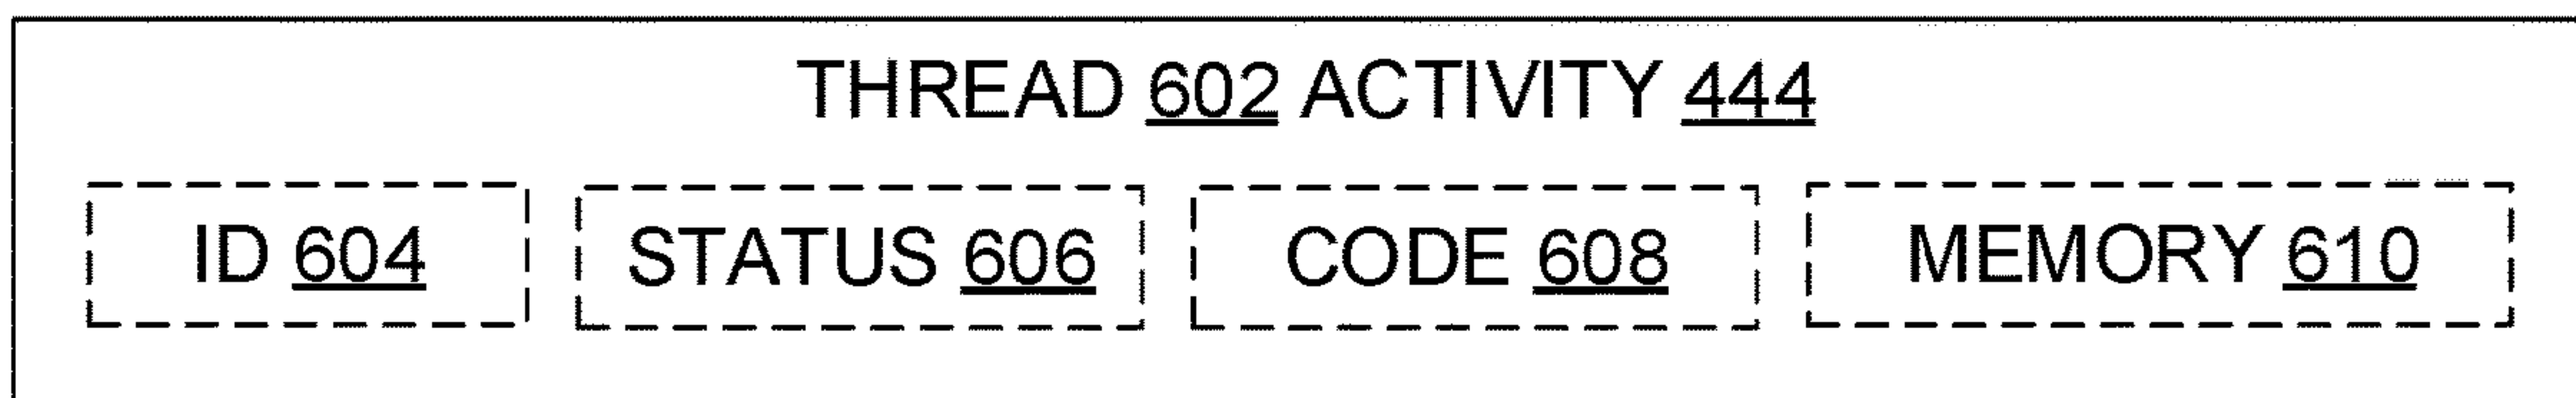 THREAD 602 ACTIVITY 444
ID 604 STATUS 606 CODE 608 MEMORY 610